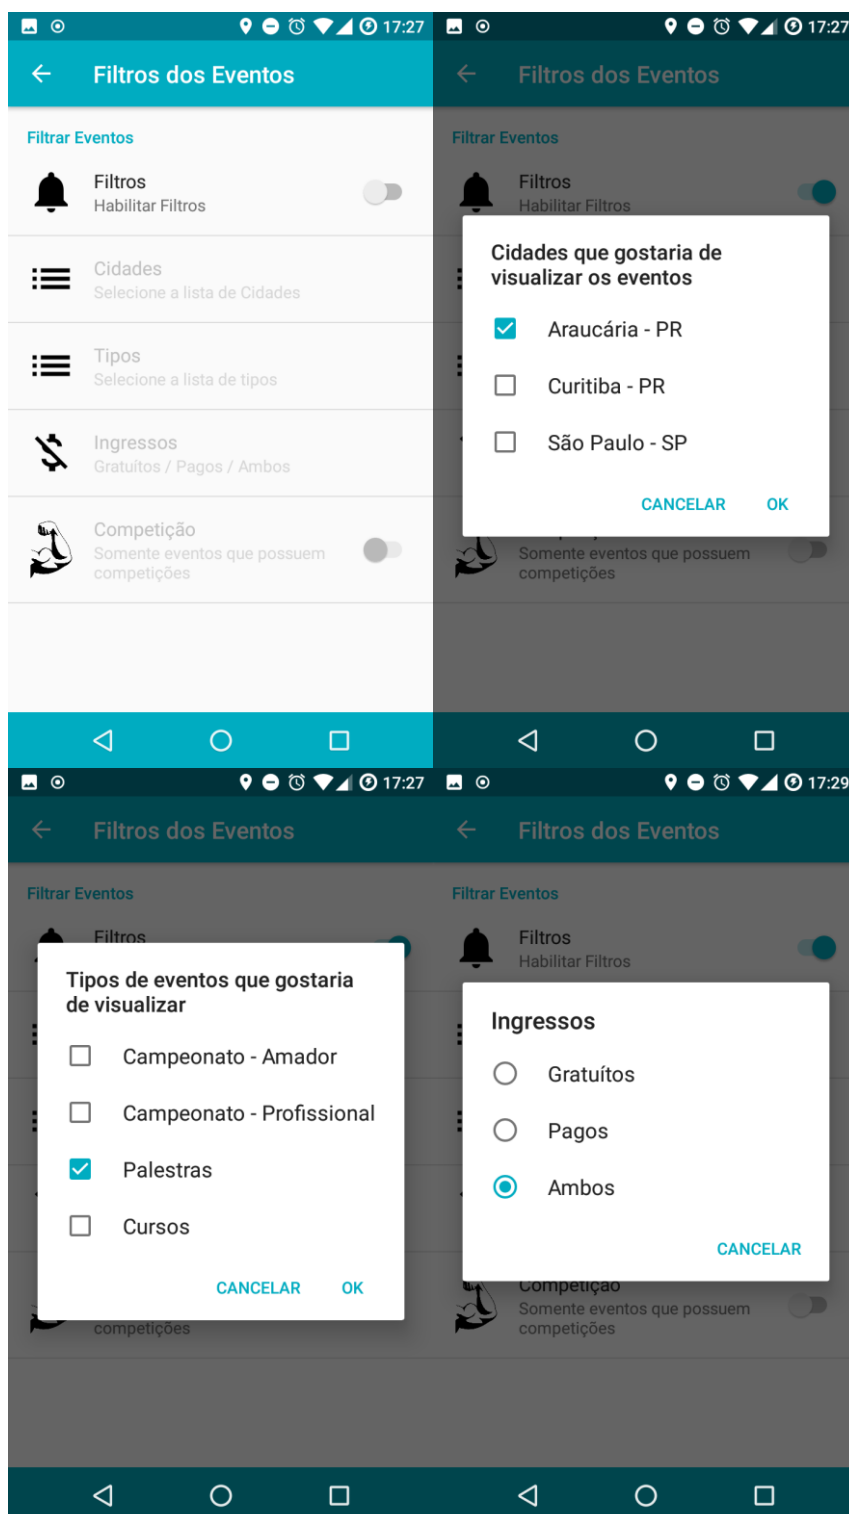 17:27
Filtros dos Eventos
Filtrar Eventos
Filtros
Habilitar Filtros
Cidades
Selecione a lista de Cidades
Tipos
Selecione a lista de tipos
Ingressos
Gratuítos / Pagos / Ambos
Competição
Somente eventos que possuem
competições
17:27
Filtros dos Eventos
Filtrar Eventos
Filtros
Habilitar Filtros
Cidades que gostaria de
visualizar os eventos
Araucária - PR
Curitiba - PR
São Paulo - SP
CANCELAR OK
Somente eventos que possuem
competições
17:27
Filtros dos Eventos
Filtrar Eventos
Filtros
Tipos de eventos que gostaria
de visualizar
Campeonato - Amador
Campeonato - Profissional
Palestras
Cursos
CANCELAR OK
competições
17:29
Filtros dos Eventos
Filtrar Eventos
Filtros
Habilitar Filtros
Ingressos
Gratuítos
Pagos
Ambos
CANCELAR
Competição
Somente eventos que possuem
competições